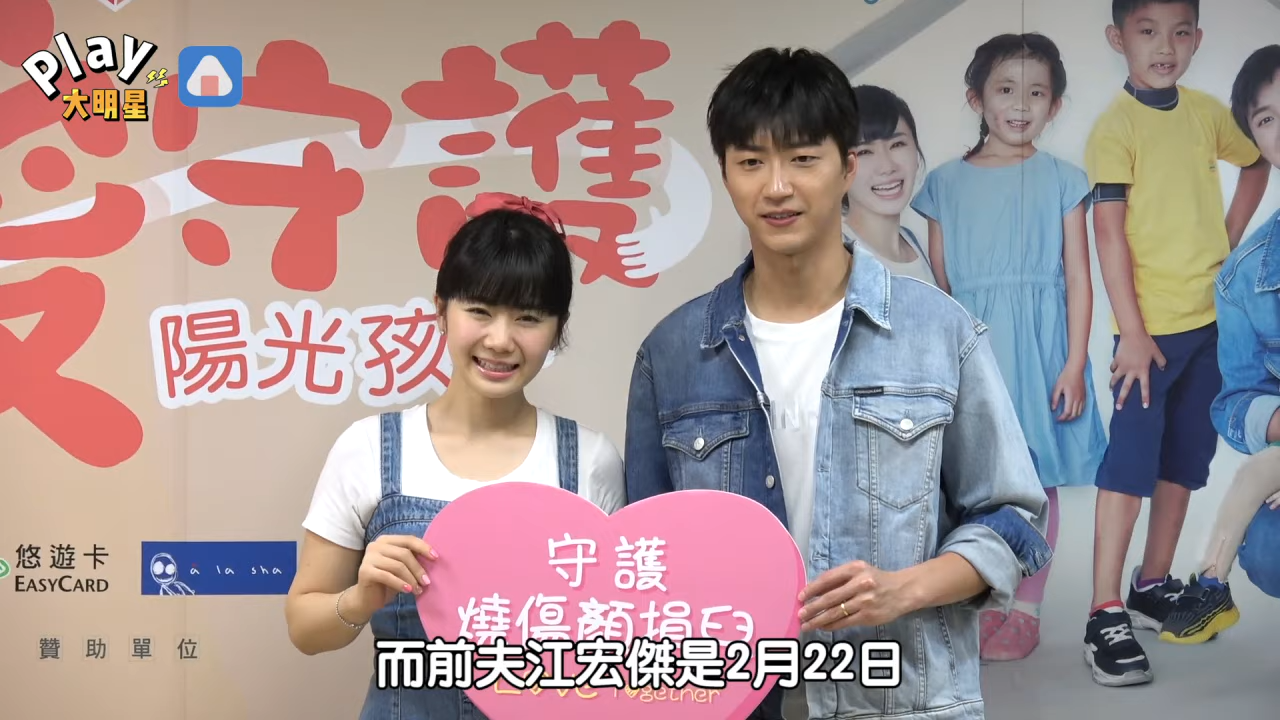 Play
大明星
愛守護
陽光孩
悠遊卡
EASYCARD
a la sha
贊助單位
守護
燒傷顏損兒
Together
而前夫江宏傑是2月22日